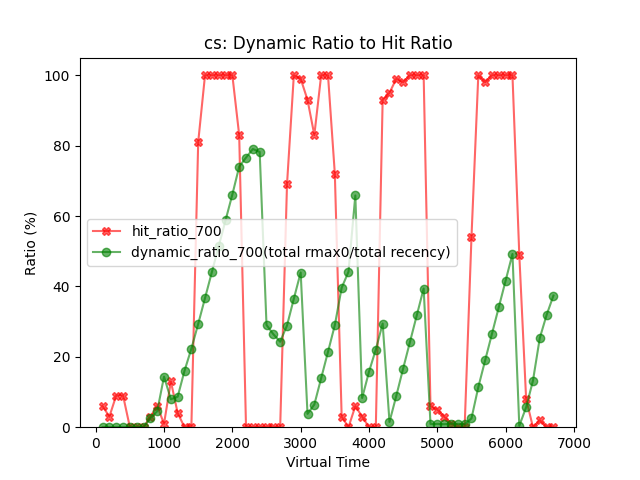 cs: Dynamic Ratio to Hit Ratio
100
80
60
40
20
0
Ratio (%)
hit_ratio_700
dynamic_ratio_700(total rmax0/total recency)
0
1000
2000
3000
4000
5000
6000
7000
Virtual Time